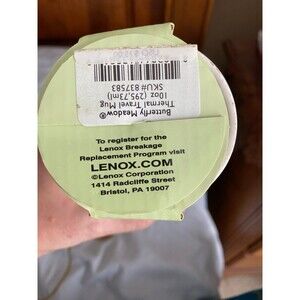 Butterfly Meadow®
Thermal Travel Mug
10oz (295.73ml)
SKU# 837583
To register for the
Lenox Breakage
Replacement Program visit
LENOX.COM
©Lenox Corporation
1414 Radcliffe Street
Bristol, PA 19007